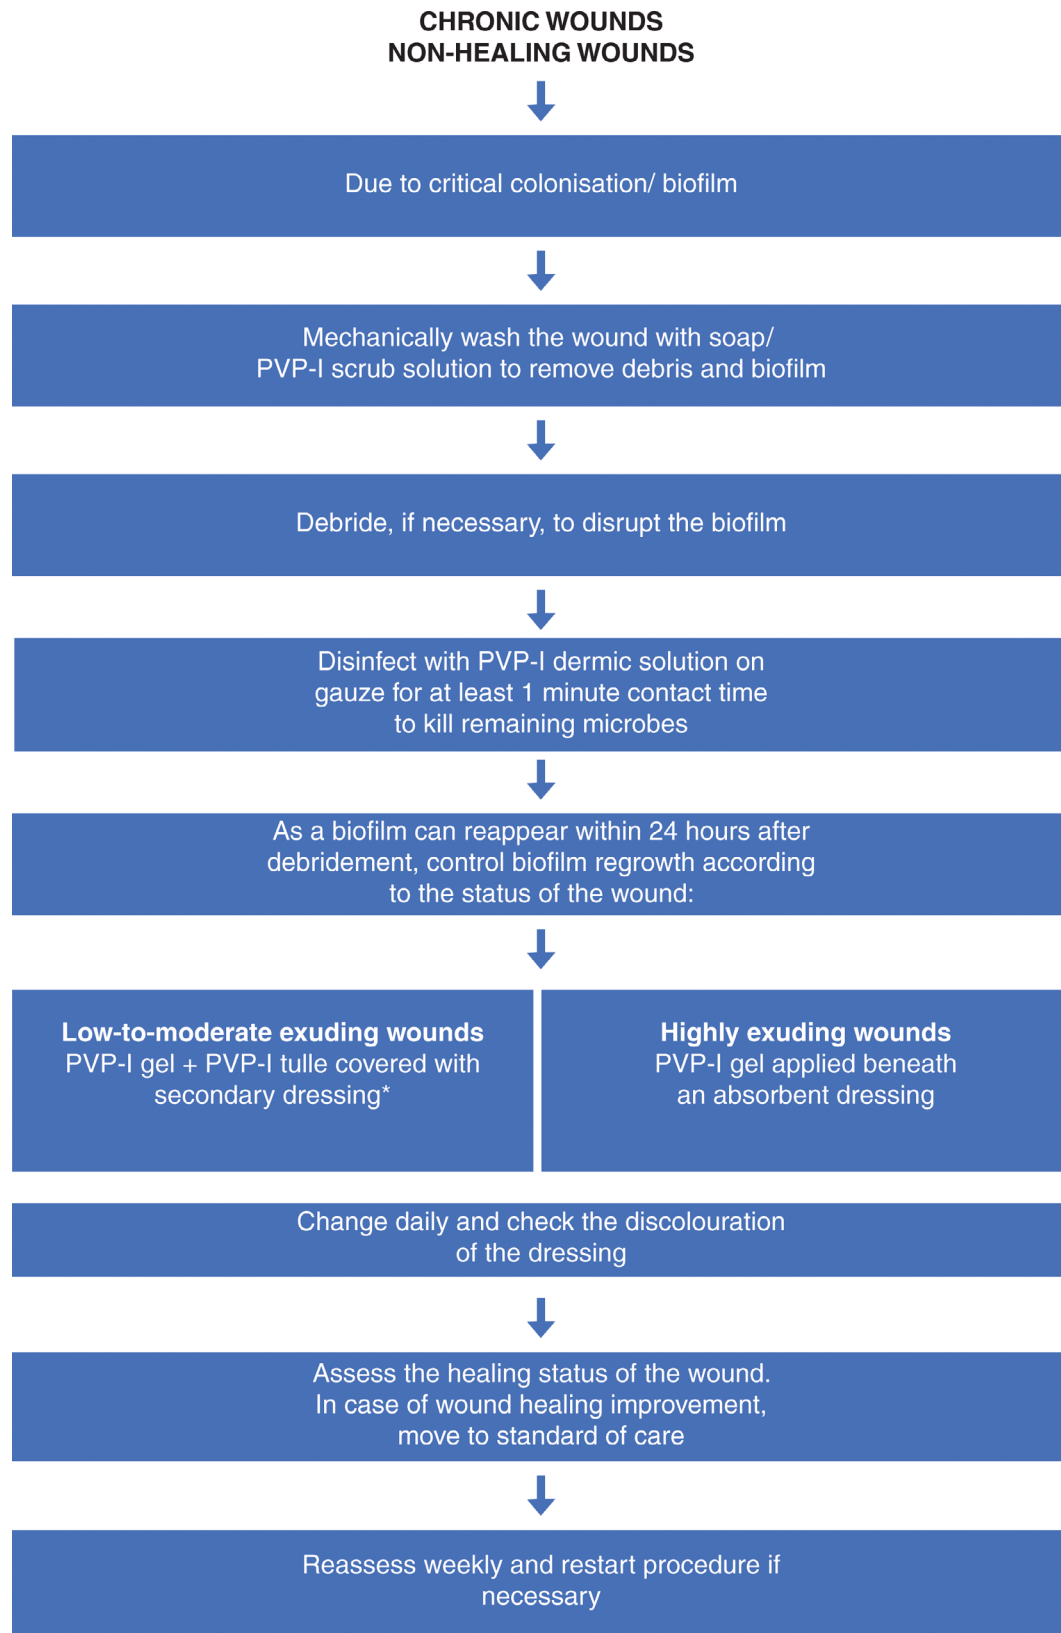 CHRONIC WOUNDS
NON-HEALING WOUNDS
Due to critical colonisation/ biofilm
Mechanically wash the wound with soap/
PVP-I scrub solution to remove debris and biofilm
Debride, if necessary, to disrupt the biofilm
Disinfect with PVP-I dermic solution on
gauze for at least 1 minute contact time
to kill remaining microbes
As a biofilm can reappear within 24 hours after
debridement, control biofilm regrowth according
to the status of the wound:
Low-to-moderate exuding wounds
PVP-I gel + PVP-I tulle covered with
secondary dressing*
Highly exuding wounds
PVP-I gel applied beneath
an absorbent dressing
Change daily and check the discolouration
of the dressing
Assess the healing status of the wound.
In case of wound healing improvement,
move to standard of care
Reassess weekly and restart procedure if
necessary